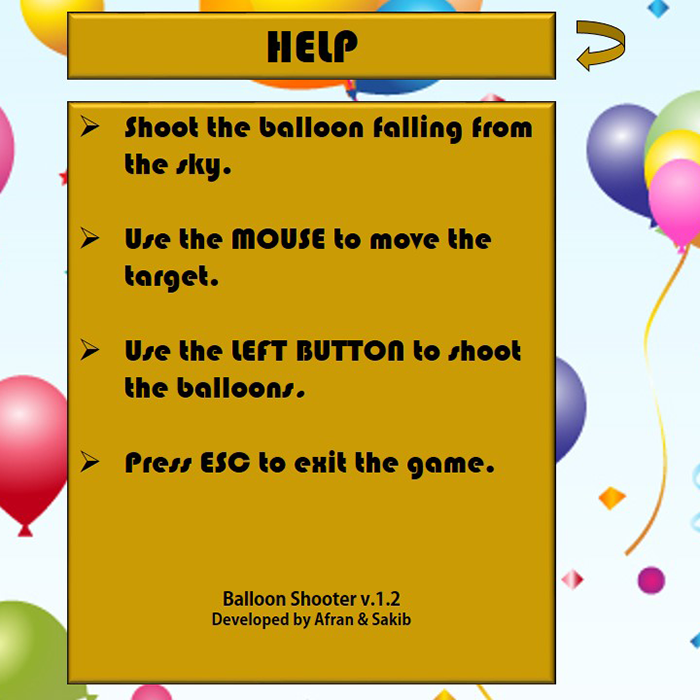 HELP
➢ Shoot the balloon falling from
the sky.
➢ Use the MOUSE to move the
target.
➢ Use the LEFT BUTTON to shoot
the balloons.
➢ Press ESC to exit the game.
Balloon Shooter v.1.2
Developed by Afran & Sakib